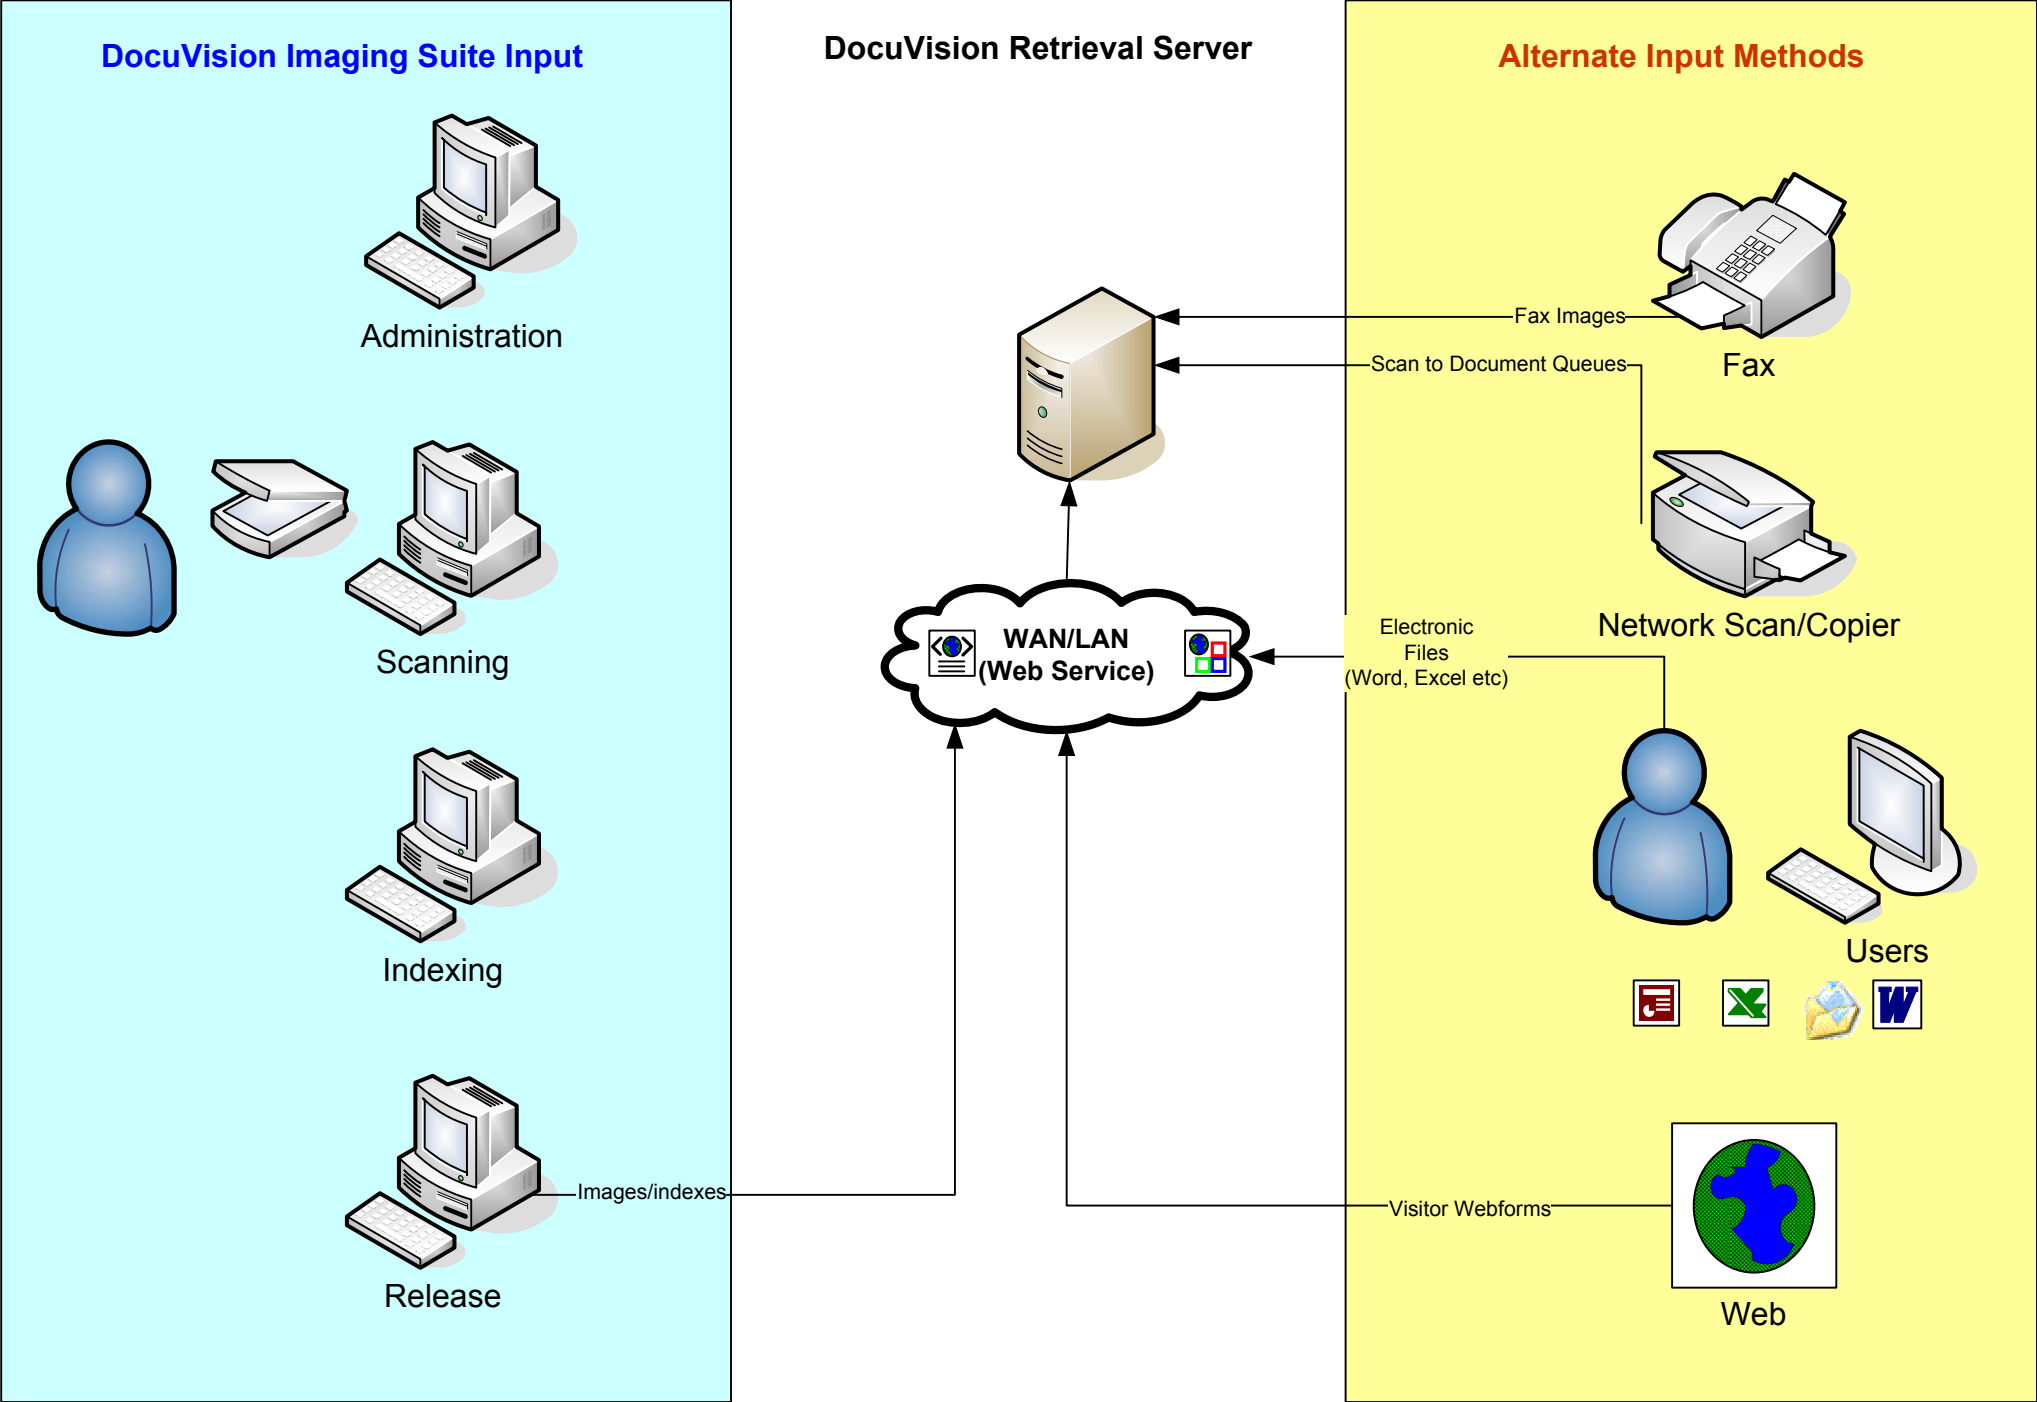 DocuVision Imaging Suite Input
Administration
Scanning
Indexing
Images/indexes
Release
DocuVision Retrieval Server
WAN/LAN
(Web Service)
Alternate Input Methods
Fax Images
Fax
Scan to Document Queues
Network Scan/Copier
Electronic
Files
(Word, Excel etc)
Users
W
Visitor Webforms
Web